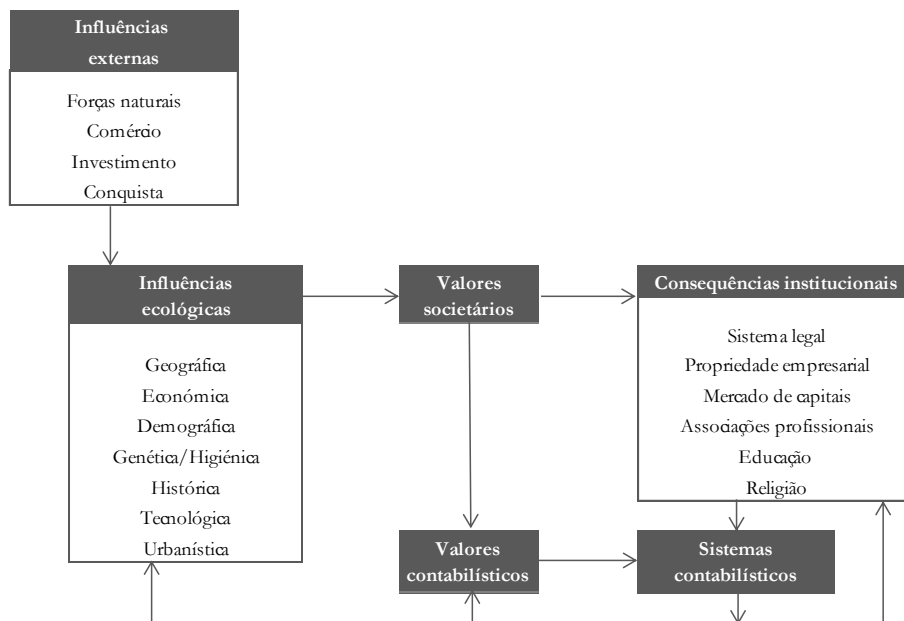 Influências
externas
Forças naturais
Comércio
Investimento
Conquista
Influências
ecológicas
Geográfica
Económica
Demográfica
Genética/Higiénica
Histórica
Tecnológica
Urbanística
Valores
societários
Consequências institucionais
Sistema legal
Propriedade empresarial
Mercado de capitais
Associações profissionais
Educação
Religião
Valores
contabilísticos
Sistemas
contabilísticos